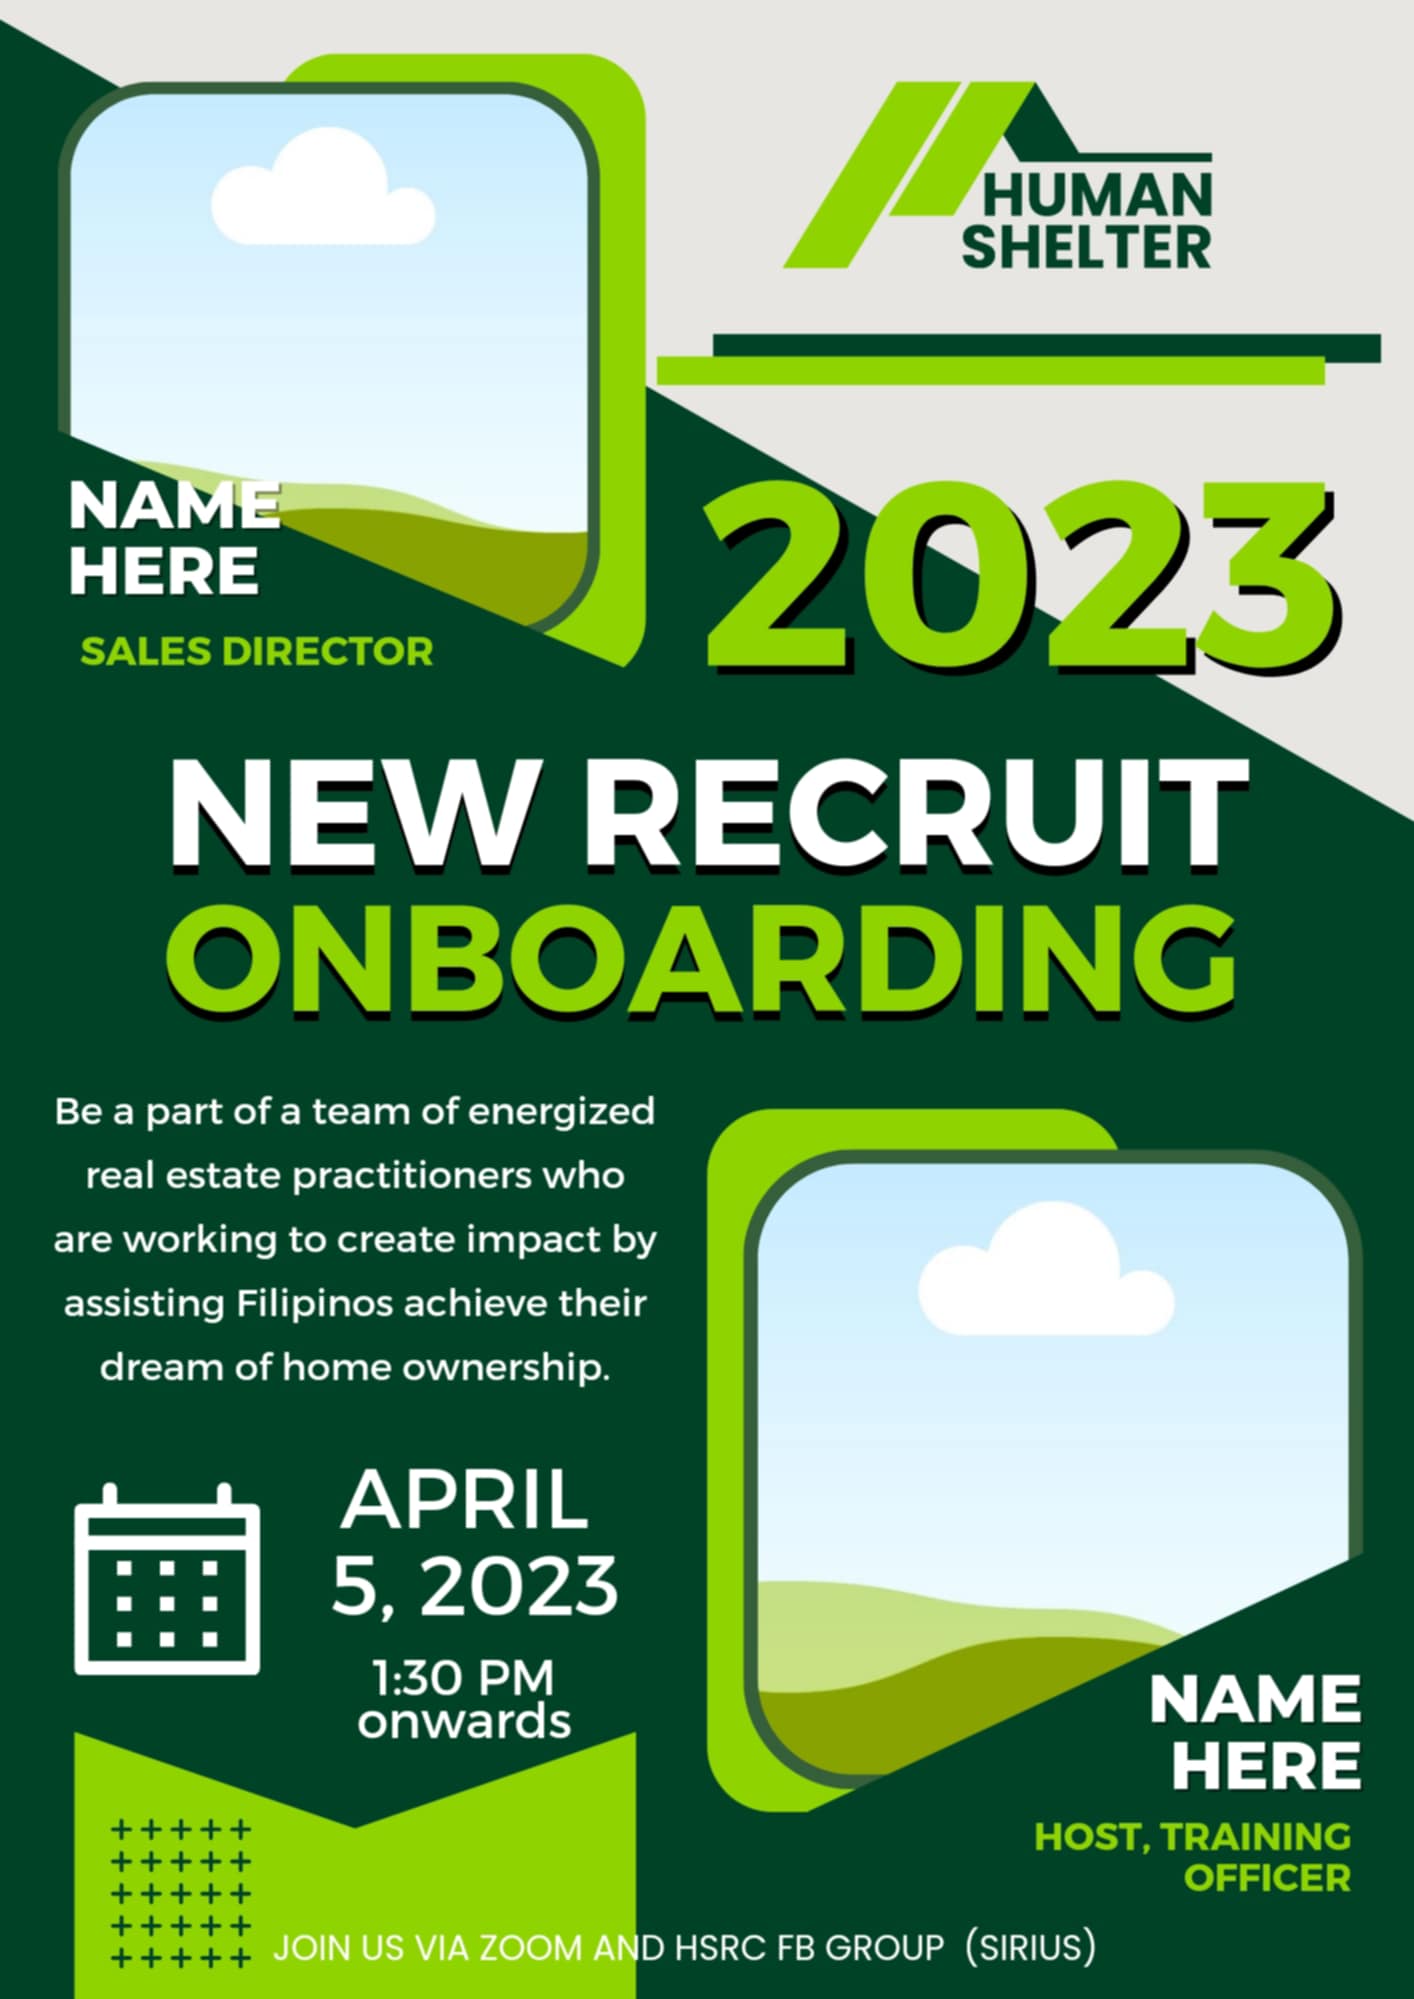 HUMAN
SHELTER
NAME
HERE
SALES DIRECTOR
2023
NEW RECRUIT
ONBOARDING
Be a part of a team of energized
real estate practitioners who
are working to create impact by
assisting Filipinos achieve their
dream of home ownership.
APRIL
5, 2023
1:30 PM
onwards
NAME
HERE
HOST, TRAINING
OFFICER
JOIN US VIA ZOOM AND HSRC FB GROUP (SIRIUS)